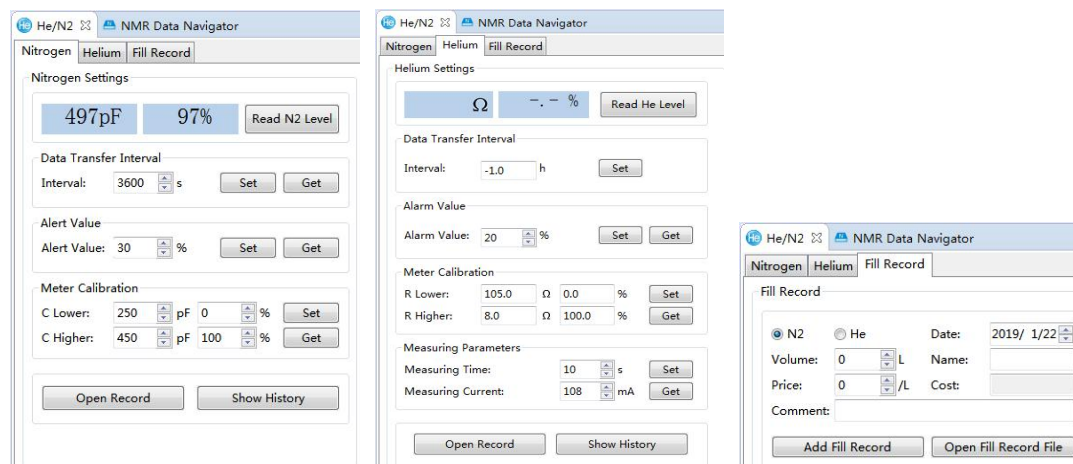 He He/N2 NMR Data Navigator
Nitrogen Helium Fill Record
Nitrogen Settings
497pF 97% Read N2 Level
Data Transfer Interval
Interval: 3600 s Set Get
Alert Value
Alert Value: 30 % Set Get
Meter Calibration
C Lower: 250 pF 0 % Set
C Higher: 450 pF 100 % Get
Open Record Show History
He He/N2 NMR Data Navigator
Nitrogen Helium Fill Record
Helium Settings
Ω -.- % Read He Level
Data Transfer Interval
Interval: -1.0 h Set
Alarm Value
Alarm Value: 20 % Set Get
Meter Calibration
R Lower: 105.0 Ω 0.0 % Set
R Higher: 8.0 Ω 100.0 % Get
Measuring Parameters
Measuring Time: 10 s Set
Measuring Current: 108 mA Get
Open Record Show History
He He/N2 NMR Data Navigator
Nitrogen Helium Fill Record
Fill Record
N2 He Date: 2019/ 1/22
Volume: 0 L Name:
Price: 0 /L Cost:
Comment:
Add Fill Record Open Fill Record File